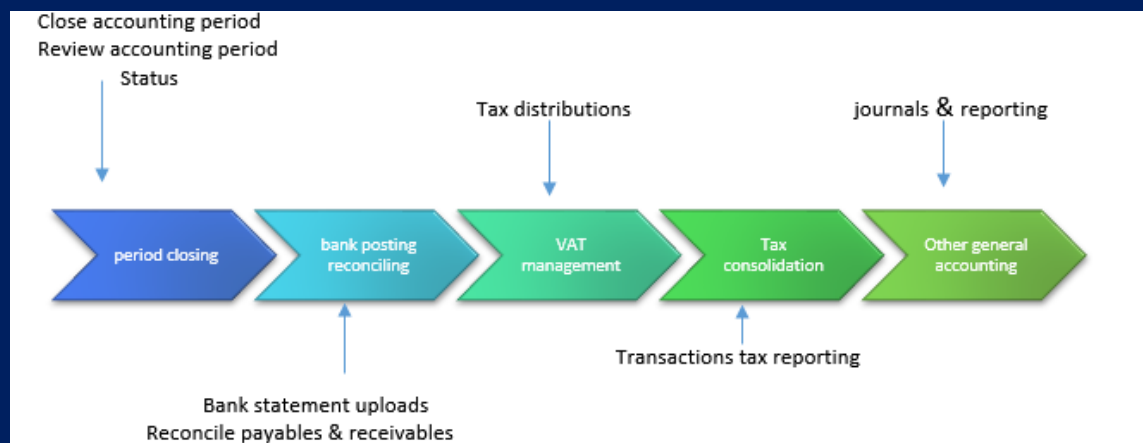 Close accounting period
Review accounting period
Status
Tax distributions
journals & reporting
period closing
bank posting
reconciling
VAT
management
Tax
consolidation
Other general
accounting
Transactions tax reporting
Bank statement uploads
Reconcile payables & receivables